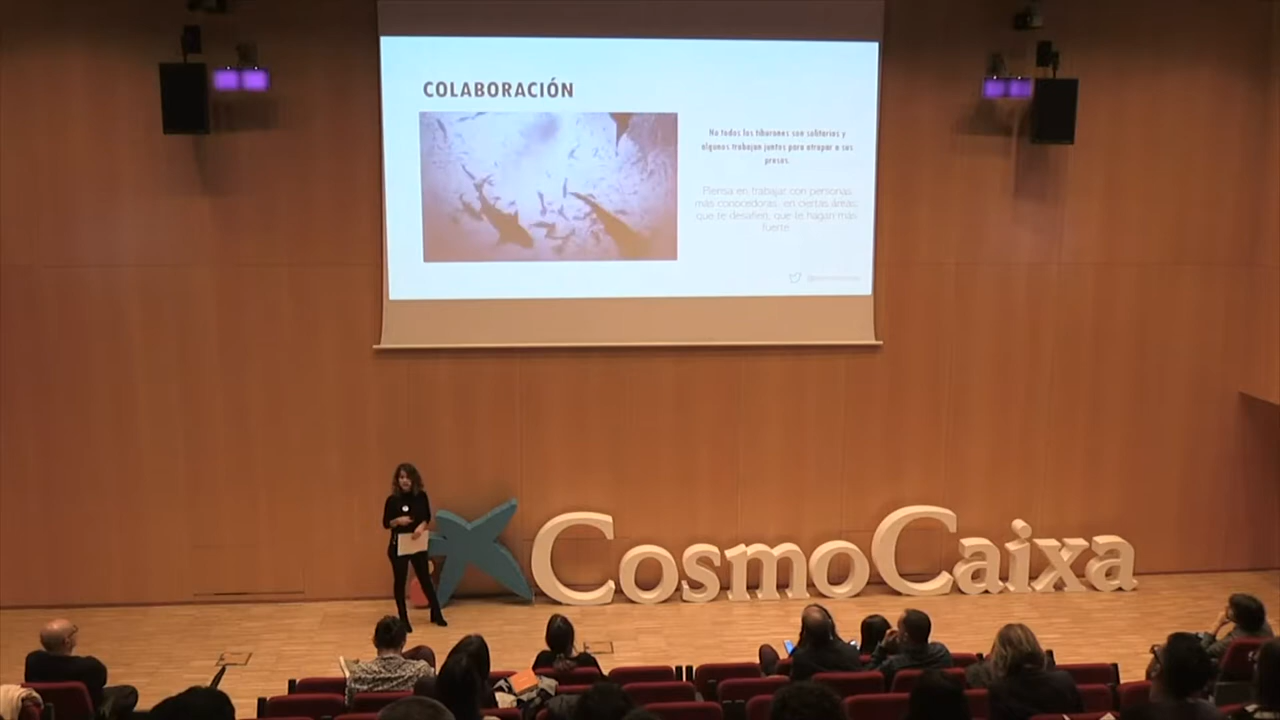 COLABORACIÓN
No todos los tiburones son solitarios y
algunos trabajan juntos para atrapar a sus
presas.
Piensa en trabajar con personas
más conocedoras, en ciertas áreas;
que te desafíen, que te hagan más
fuerte.
CosmoCaixa